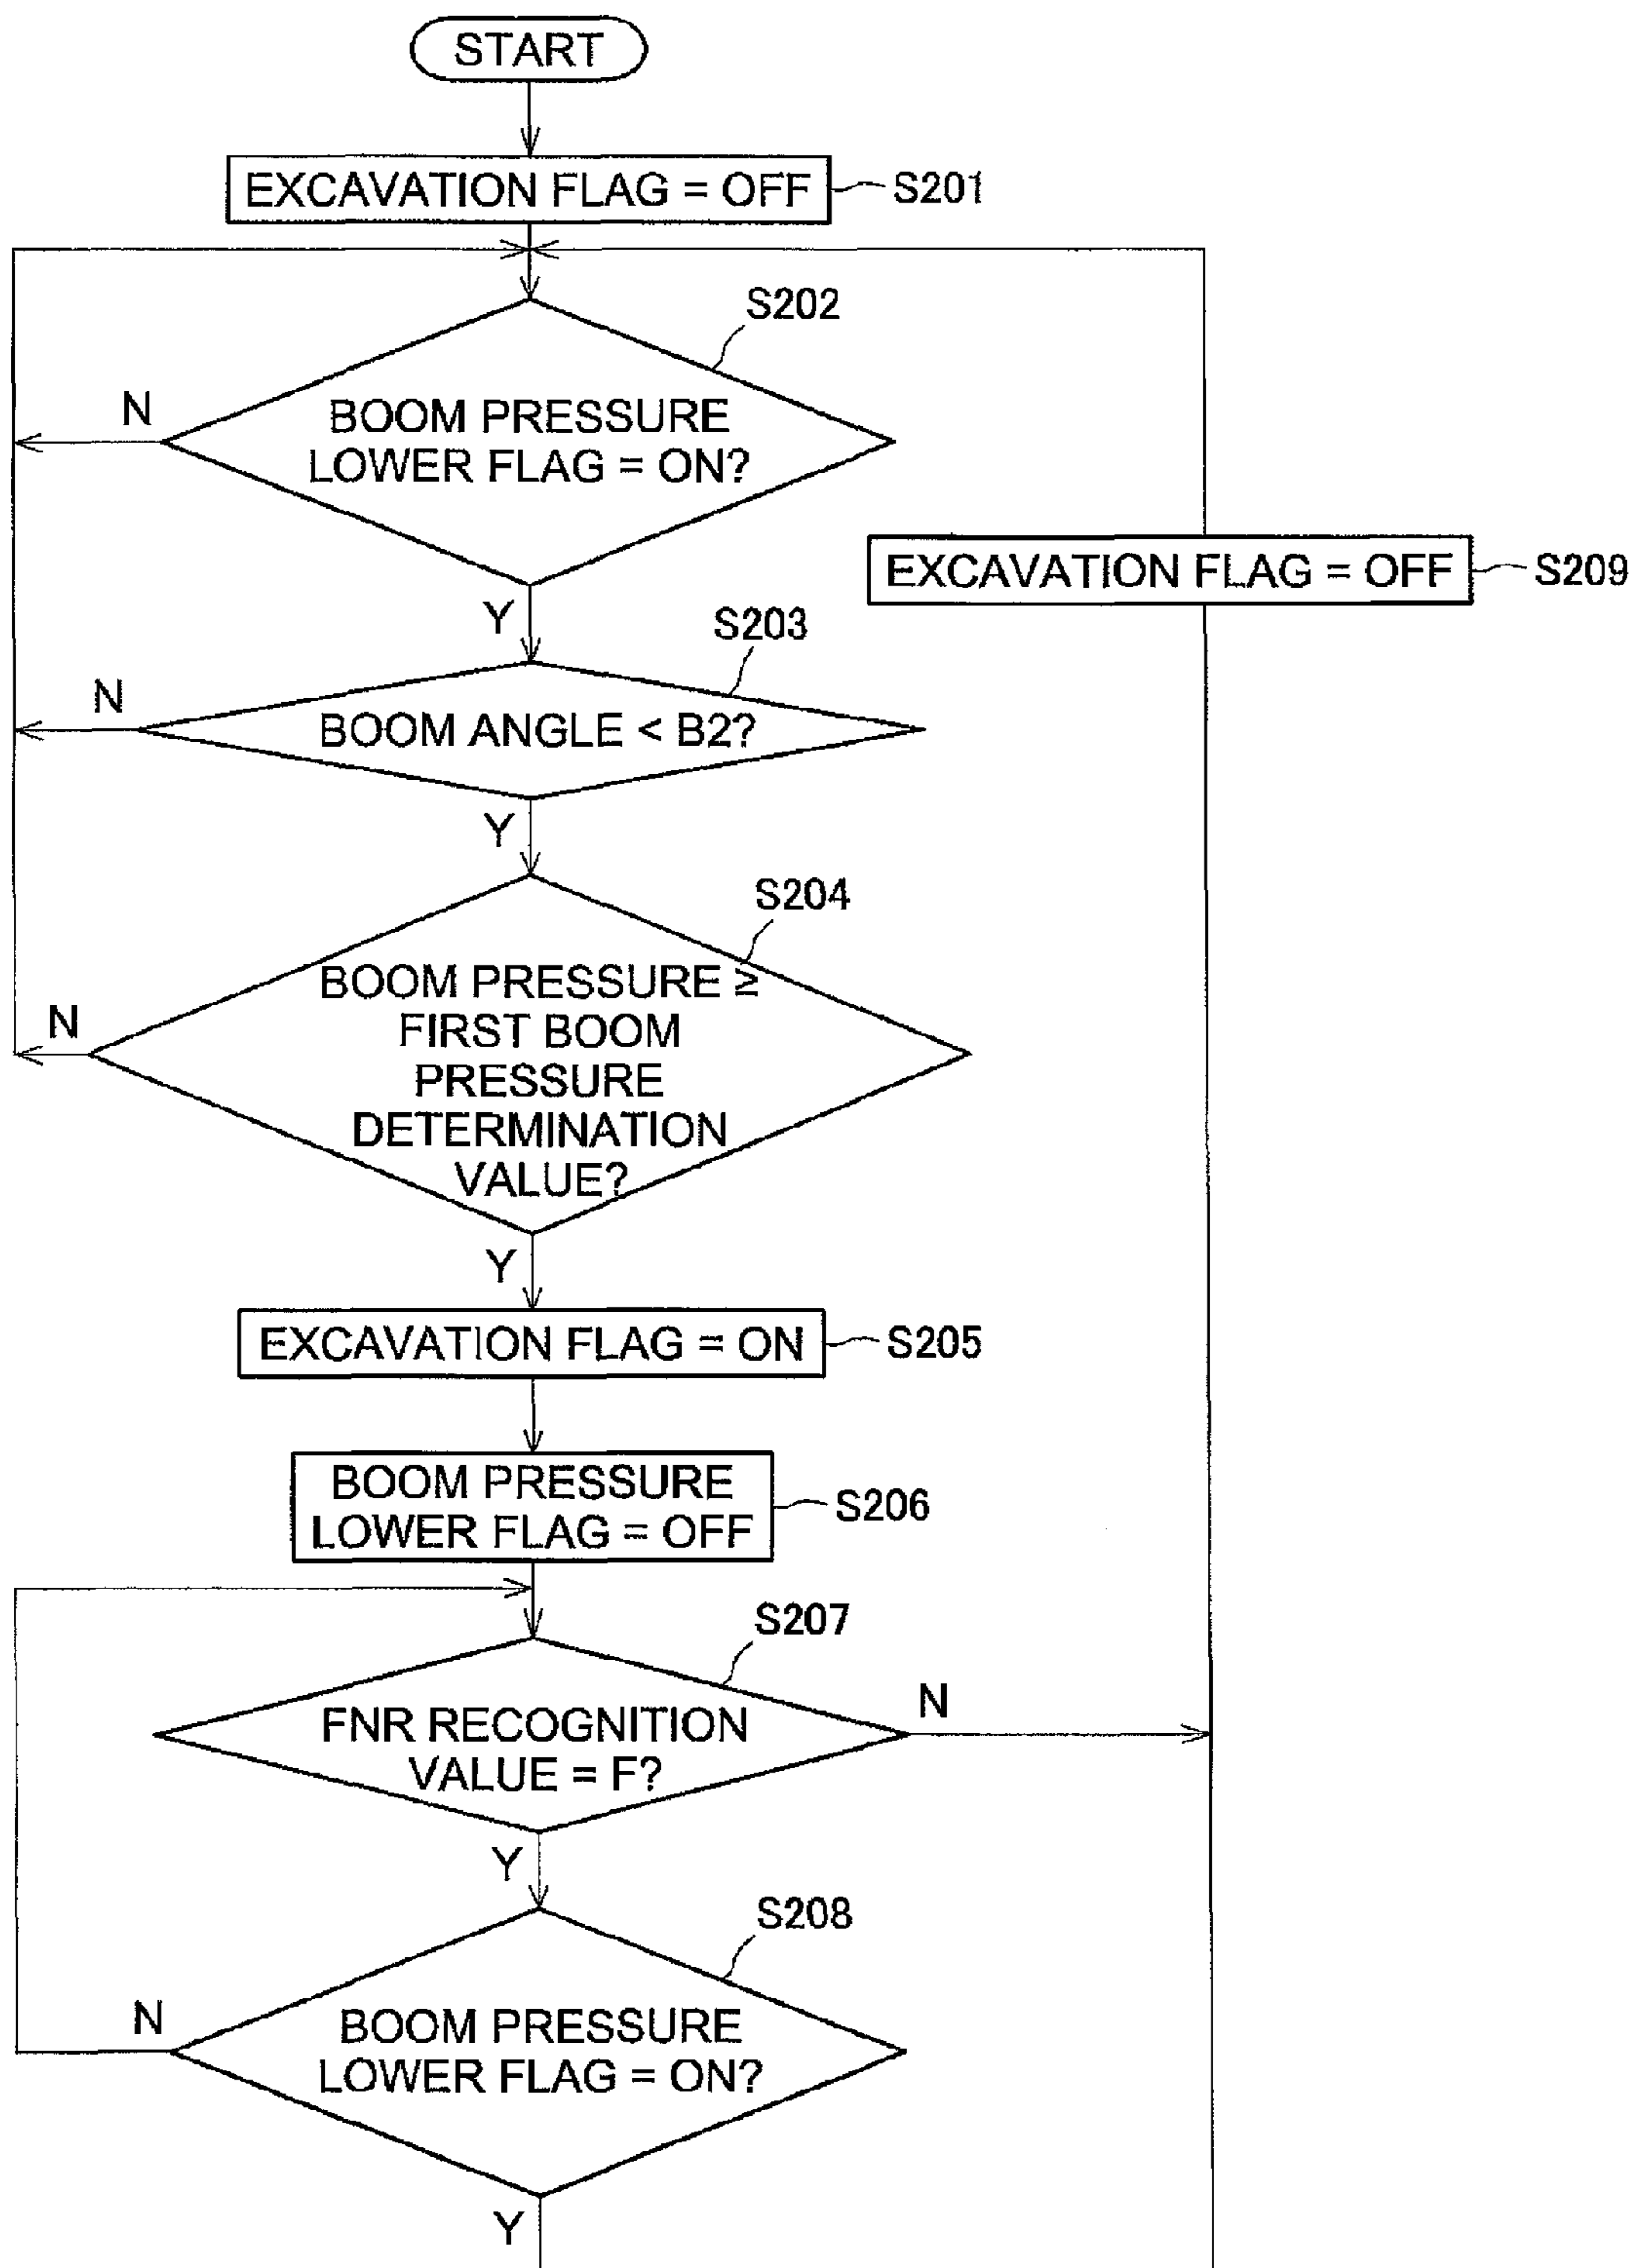 START
EXCAVATION FLAG = OFF
S201
S202
BOOM PRESSURE
LOWER FLAG = ON?
N
Y
EXCAVATION FLAG = OFF
S209
S203
BOOM ANGLE < B2?
N
Y
S204
BOOM PRESSURE ≥
FIRST BOOM
PRESSURE
DETERMINATION
VALUE?
N
Y
EXCAVATION FLAG = ON
S205
BOOM PRESSURE
LOWER FLAG = OFF
S206
S207
FNR RECOGNITION
VALUE = F?
N
Y
S208
BOOM PRESSURE
LOWER FLAG = ON?
N
Y